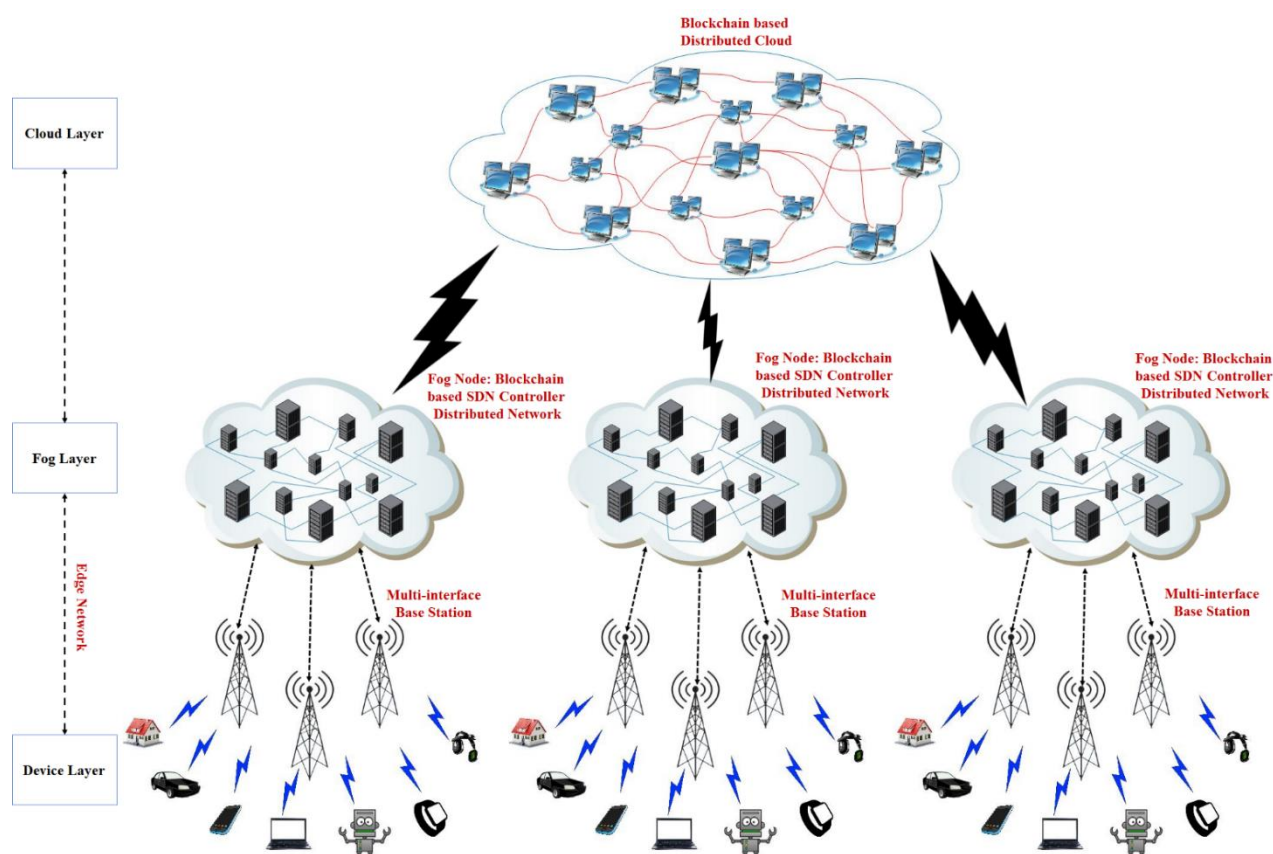 Blockchain based
Distributed Cloud
Cloud Layer
Fog Node: Blockchain
based SDN Controller
Distributed Network
Fog Node: Blockchain
based SDN Controller
Distributed Network
Fog Node: Blockchain
based SDN Controller
Distributed Network
Fog Layer
Edge Network
Multi-interface
Base Station
Multi-interface
Base Station
Multi-interface
Base Station
Device Layer